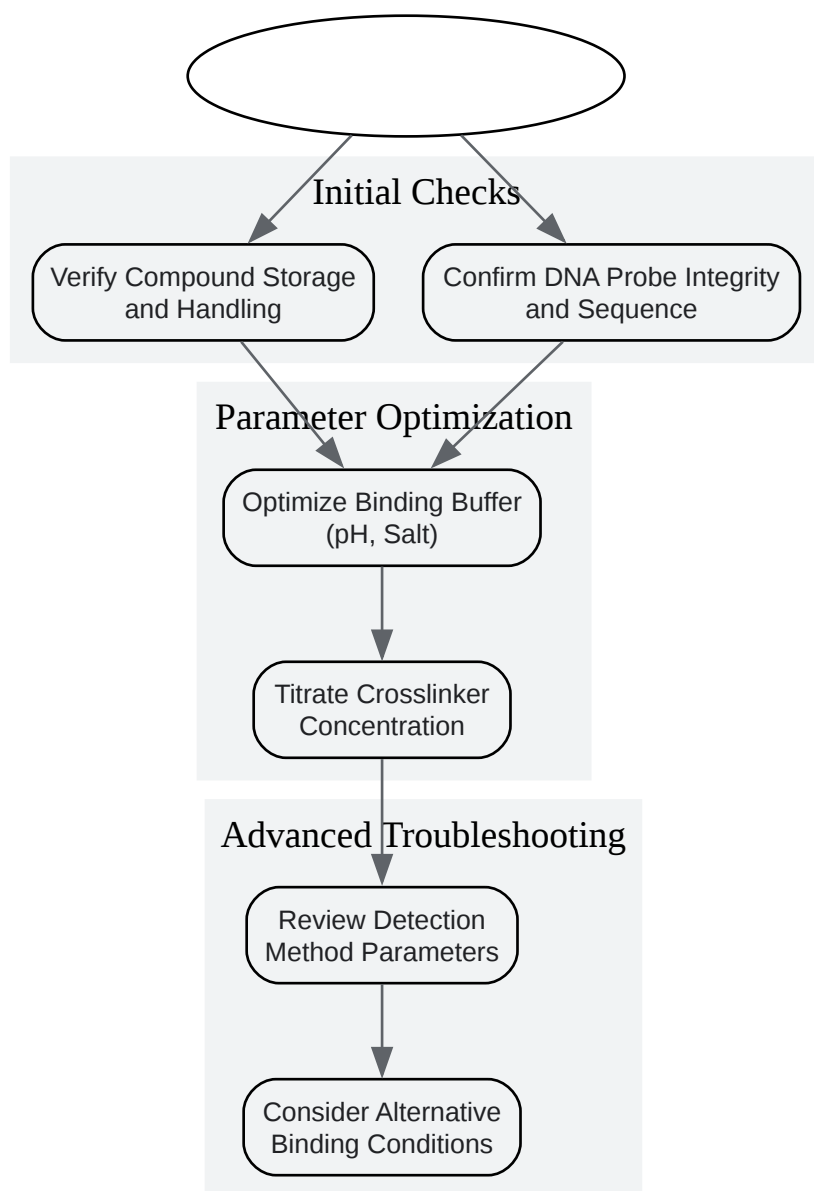 Initial Checks
Verify Compound Storage
and Handling
Confirm DNA Probe Integrity
and Sequence
Parameter Optimization
Optimize Binding Buffer
(pH, Salt)
Titrate Crosslinker
Concentration
Advanced Troubleshooting
Review Detection
Method Parameters
Consider Alternative
Binding Conditions